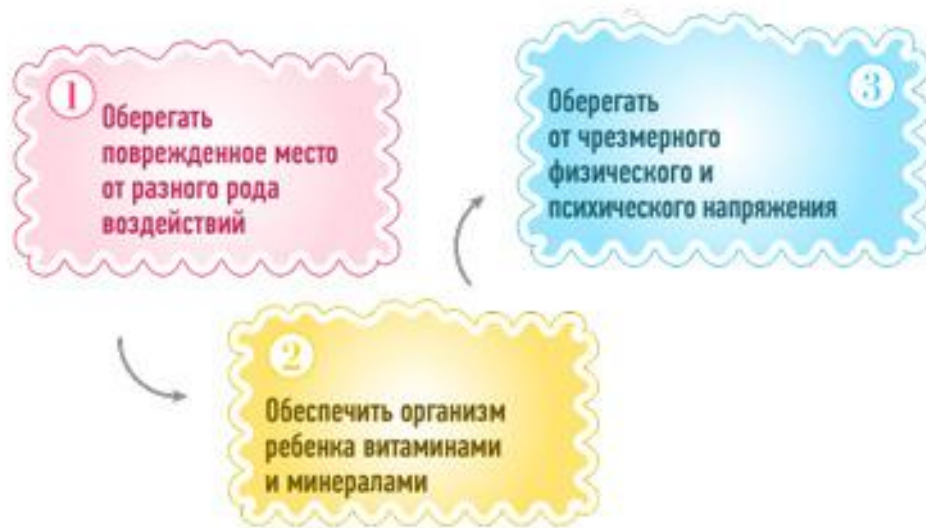 1
Оберегать
поврежденное место
от разного рода
воздействий
2
Обеспечить организм
ребенка витаминами
и минералами
3
Оберегать
от чрезмерного
физического и
психического напряжения